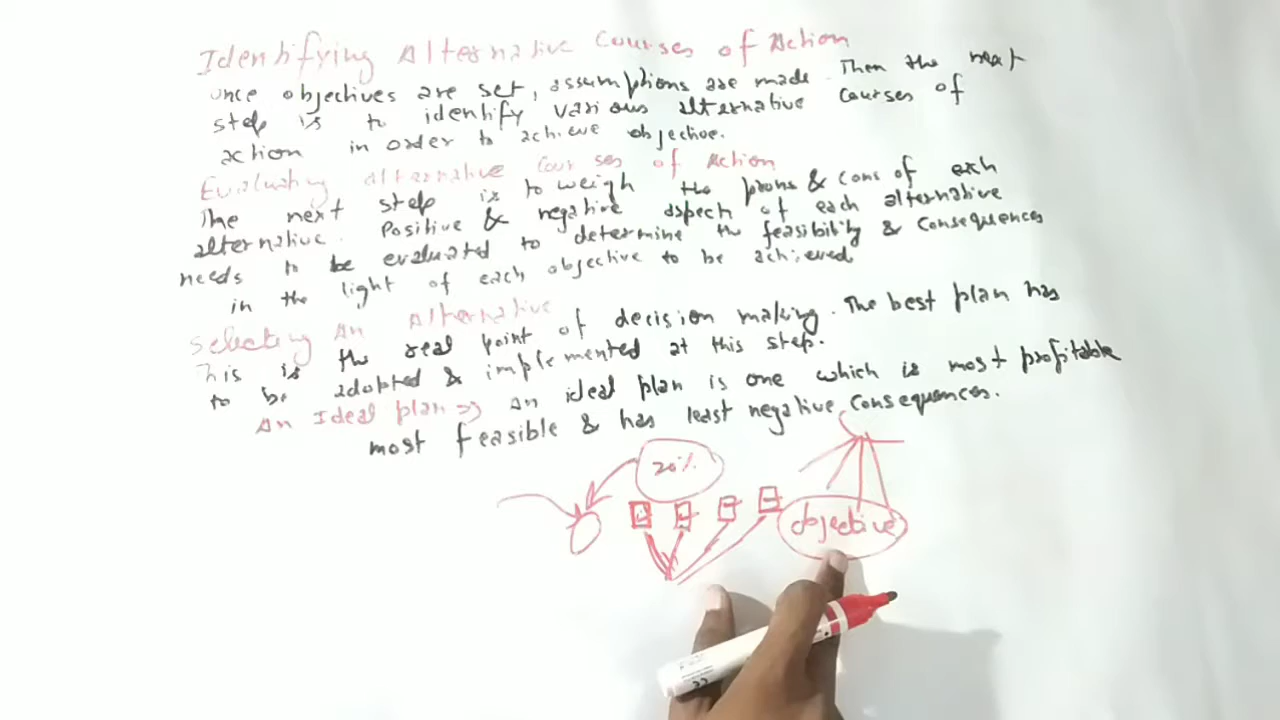 Identifying Alternative Courses of Action
once objectives are set, assumptions are made. Then the next
step is to identify various alternative courses of
action in order to achieve objective.
Evaluating alternative Courses of Action
The next step is to weigh the prons & cons of each
alternative. Positive & negative aspect of each alternative
needs to be evaluated to determine the feasibility & Consequences
in the light of each objective to be achieved
Selecting An Alternative
This is the real point of decision making. The best plan has
to be adopted & implemented at this step.
An Ideal plan => an ideal plan is one which is most profitable
most feasible & has least negative consequences.
20%
objective